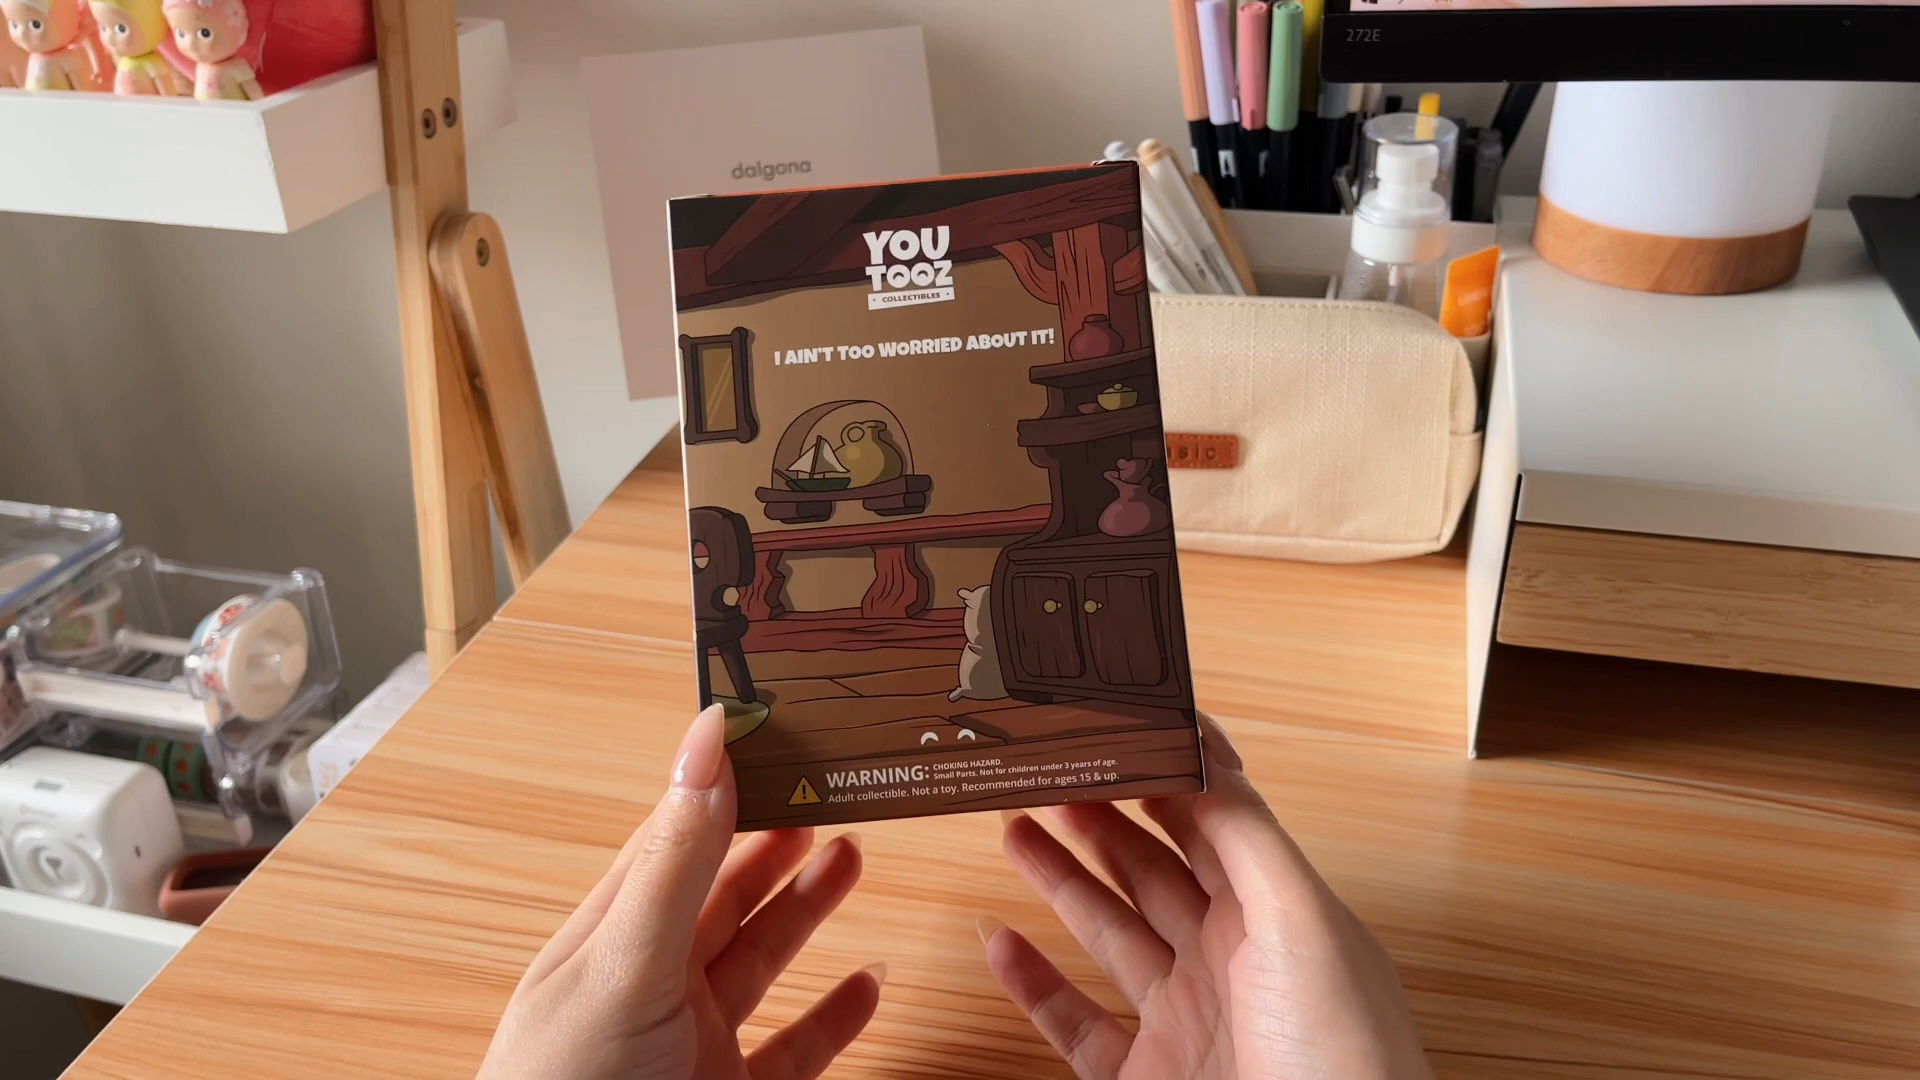 272E
dalgona
YOU
TOOZ
COLLECTIBLES
I AIN'T TOO WORRIED ABOUT IT!
WARNING: CHOKING HAZARD.
Small Parts. Not for children under 3 years of age.
Adult collectible. Not a toy. Recommended for ages 15 & up.